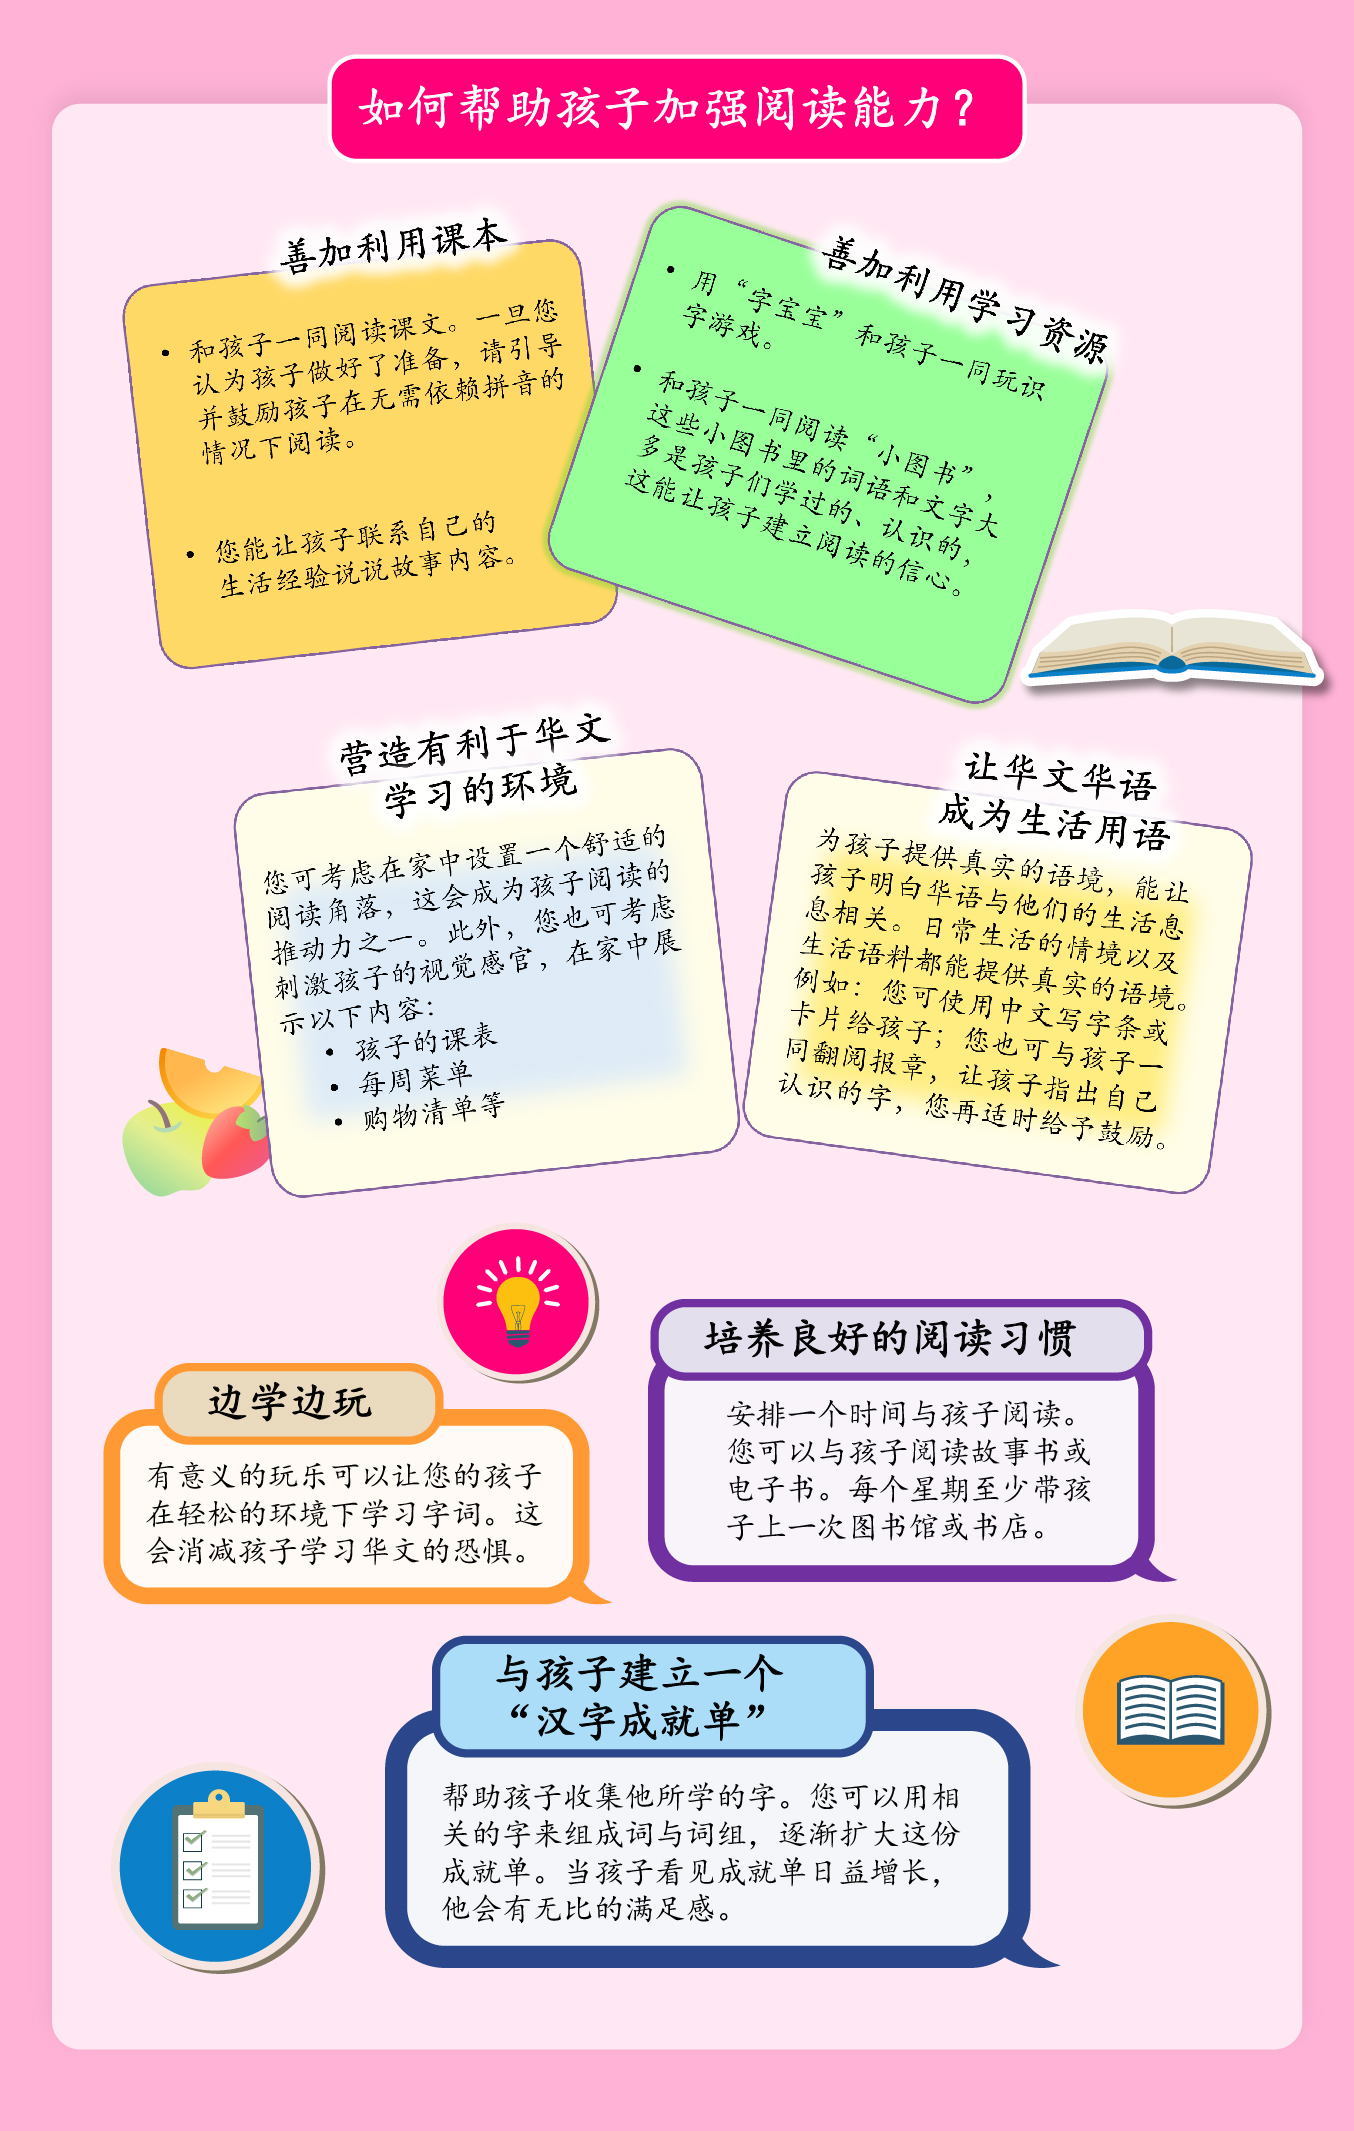 如何帮助孩子加强阅读能力？
善加利用课本
• 和孩子一同阅读课文。一旦您
认为孩子做好了准备，请引导
并鼓励孩子在无需依赖拼音的
情况下阅读。
• 您能让孩子联系自己的
生活经验说说故事内容。
善加利用学习资源
• 用“字宝宝”和孩子一同玩识
字游戏。
• 和孩子一同阅读“小图书”，
这些小图书里的词语和文字大
多是孩子们学过的、认识的，
这能让孩子建立阅读的信心。
营造有利于华文
学习的环境
您可考虑在家中设置一个舒适的
阅读角落，这会成为孩子阅读的
推动力之一。此外，您也可考虑
刺激孩子的视觉感官，在家中展
示以下内容：
• 孩子的课表
• 每周菜单
• 购物清单等
让华文华语
成为生活用语
为孩子提供真实的语境，能让
孩子明白华语与他们的生活息
息相关。日常生活的情境以及
生活语料都能提供真实的语境。
例如：您可使用中文写字条或
卡片给孩子；您也可与孩子一
同翻阅报章，让孩子指出自己
认识的字，您再适时给予鼓励。
边学边玩
有意义的玩乐可以让您的孩子
在轻松的环境下学习字词。这
会消减孩子学习华文的恐惧。
培养良好的阅读习惯
安排一个时间与孩子阅读。
您可以与孩子阅读故事书或
电子书。每个星期至少带孩
子上一次图书馆或书店。
与孩子建立一个
“汉字成就单”
帮助孩子收集他所学的字。您可以用相
关的字来组成词与词组，逐渐扩大这份
成就单。当孩子看见成就单日益增长，
他会有无比的满足感。